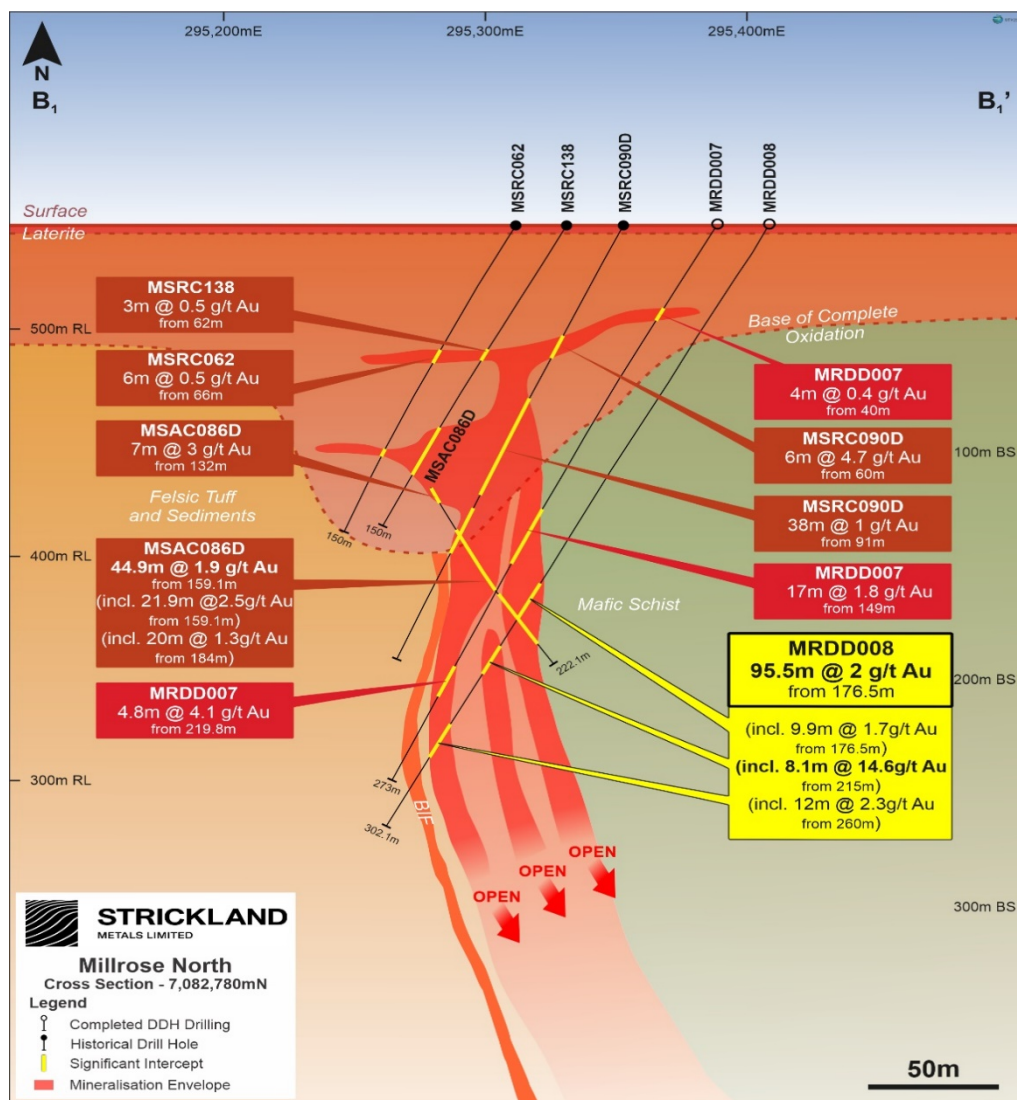 295,200mE
295,300mE
295,400mE
N
B₁
B₁'
MSRC062
MSRC138
MSRC090D
MRDD007
MRDD008
Surface
Laterite
MSRC138
3m @ 0.5 g/t Au
from 62m
500m RL
Base of Complete
Oxidation
MSRC062
6m @ 0.5 g/t Au
from 66m
MRDD007
4m @ 0.4 g/t Au
from 40m
MSAC086D
7m @ 3 g/t Au
from 132m
MSAC086D
MSRC090D
6m @ 4.7 g/t Au
from 60m
100m BS
Felsic Tuff
and Sediments
150m
150m
MSRC090D
38m @ 1 g/t Au
from 91m
400m RL
MSAC086D
44.9m @ 1.9 g/t Au
from 159.1m
(incl. 21.9m @2.5g/t Au
from 159.1m)
(incl. 20m @ 1.3g/t Au
from 184m)
MRDD007
17m @ 1.8 g/t Au
from 149m
Mafic Schist
222.1m
MRDD008
95.5m @ 2 g/t Au
from 176.5m
200m BS
MRDD007
4.8m @ 4.1 g/t Au
from 219.8m
(incl. 9.9m @ 1.7g/t Au
from 176.5m)
(incl. 8.1m @ 14.6g/t Au
from 215m)
(incl. 12m @ 2.3g/t Au
from 260m)
300m RL
273m
302.1m
BIF
OPEN
OPEN
OPEN
300m BS
STRICKLAND
METALS LIMITED
Millrose North
Cross Section - 7,082,780mN
Legend
Completed DDH Drilling
Historical Drill Hole
Significant Intercept
Mineralisation Envelope
50m